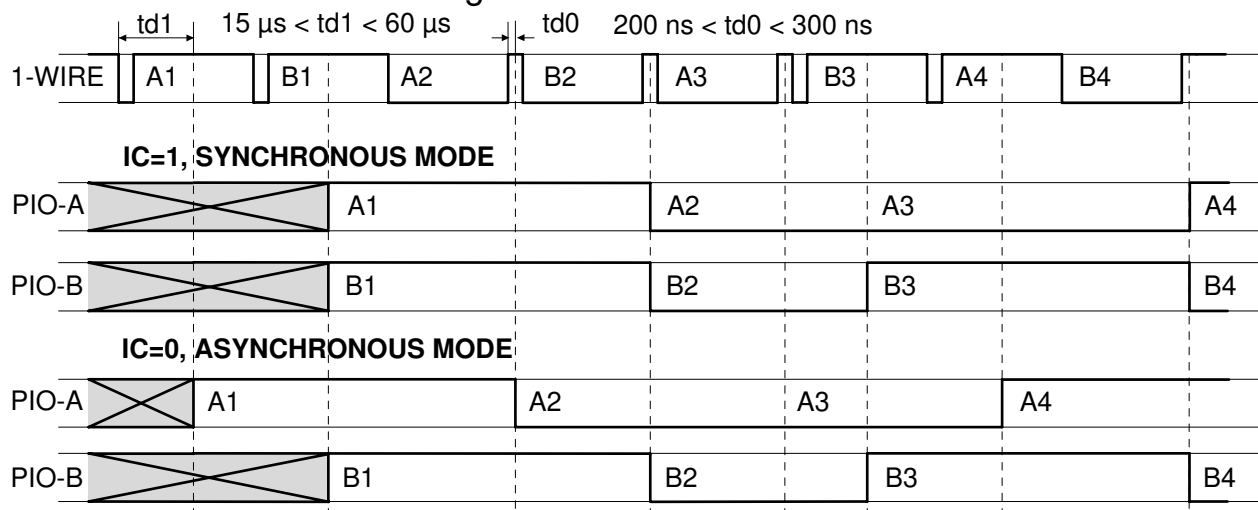 td1 15 µs < td1 < 60 µs td0 200 ns < td0 < 300 ns
1-WIRE A1 B1 A2 B2 A3 B3 A4 B4
IC=1, SYNCHRONOUS MODE
PIO-A A1 A2 A3 A4
PIO-B B1 B2 B3 B4
IC=0, ASYNCHRONOUS MODE
PIO-A A1 A2 A3 A4
PIO-B B1 B2 B3 B4